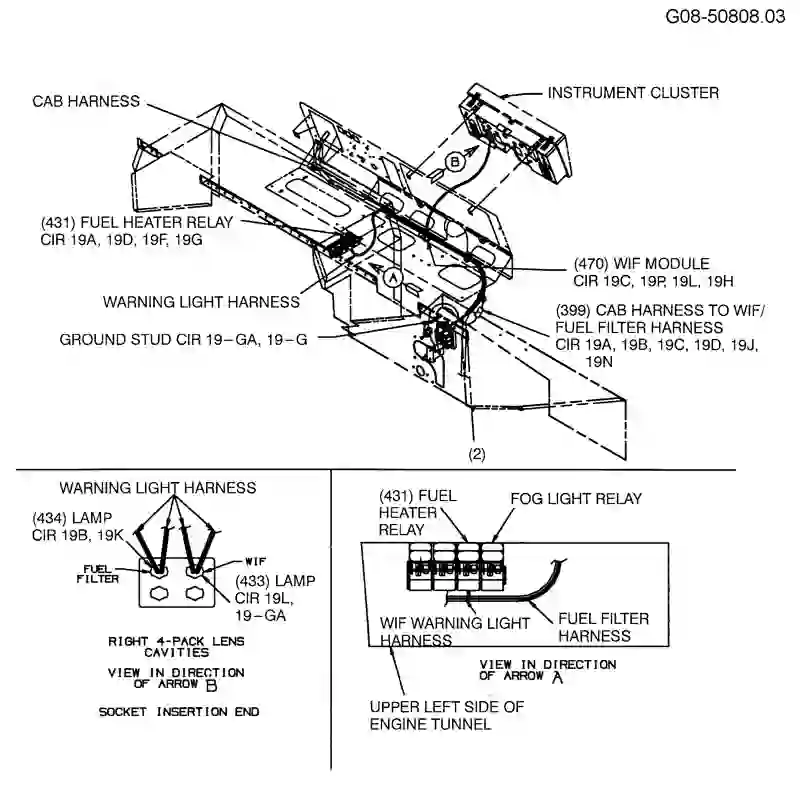 G08-50808.03
CAB HARNESS
INSTRUMENT CLUSTER
B
(431) FUEL HEATER RELAY
CIR 19A, 19D, 19F, 19G
A
(470) WIF MODULE
CIR 19C, 19P, 19L, 19H
WARNING LIGHT HARNESS
(399) CAB HARNESS TO WIF/
FUEL FILTER HARNESS
CIR 19A, 19B, 19C, 19D, 19J,
19N
GROUND STUD CIR 19-GA, 19-G
(2)
WARNING LIGHT HARNESS
(434) LAMP
CIR 19B, 19K
FUEL
FILTER
WIF
(433) LAMP
CIR 19L,
19-GA
RIGHT 4-PACK LENS
CAVITIES
VIEW IN DIRECTION
OF ARROW B
SOCKET INSERTION END
(431) FUEL
HEATER
RELAY
FOG LIGHT RELAY
WIF WARNING LIGHT
HARNESS
FUEL FILTER
HARNESS
VIEW IN DIRECTION
OF ARROW A
UPPER LEFT SIDE OF
ENGINE TUNNEL